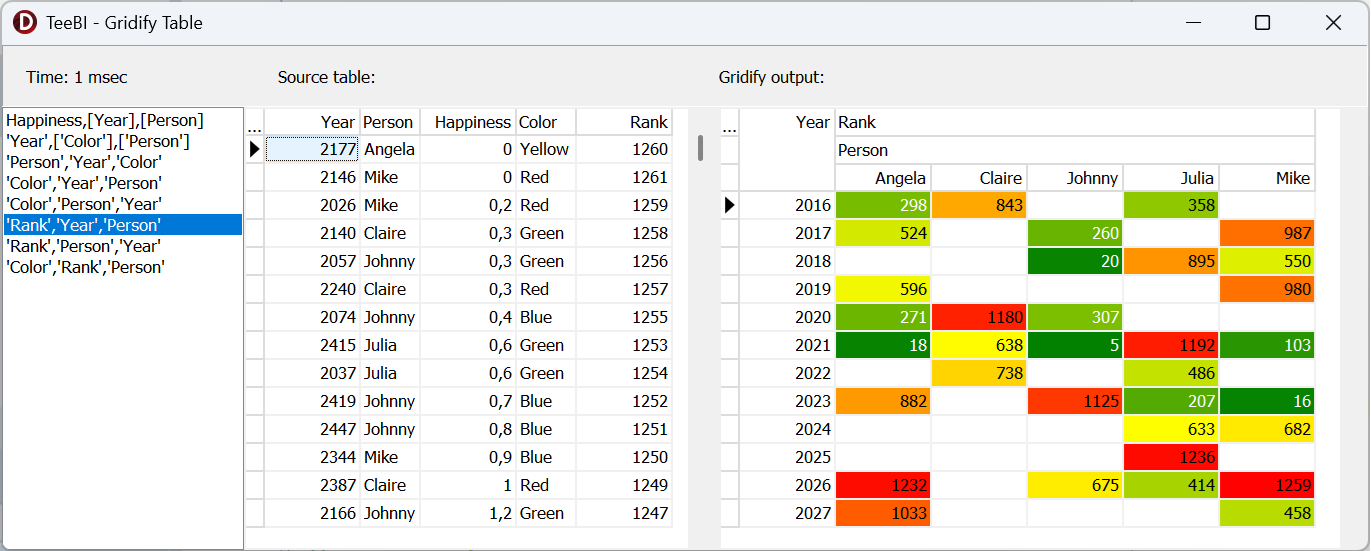 TeeBI - Gridify Table
Time: 1 msec Source table: Gridify output:
Happiness,[Year],[Person]
'Year',['Color'],['Person']
'Person','Year','Color'
'Color','Year','Person'
'Color','Person','Year'
'Rank','Year','Person'
'Rank','Person','Year'
'Color','Rank','Person'
... Year Person Happiness Color Rank
2177 Angela 0 Yellow 1260
2146 Mike 0 Red 1261
2026 Mike 0,2 Red 1259
2140 Claire 0,3 Green 1258
2057 Johnny 0,3 Green 1256
2240 Claire 0,3 Red 1257
2074 Johnny 0,4 Blue 1255
2415 Julia 0,6 Green 1253
2037 Julia 0,6 Green 1254
2419 Johnny 0,7 Blue 1252
2447 Johnny 0,8 Blue 1251
2344 Mike 0,9 Blue 1250
2387 Claire 1 Red 1249
2166 Johnny 1,2 Green 1247
... Year Rank
Person
Angela Claire Johnny Julia Mike
2016 298 843 358
2017 524 260 987
2018 20 895 550
2019 596 980
2020 271 1180 307
2021 18 638 5 1192 103
2022 738 486
2023 882 1125 207 16
2024 633 682
2025 1236
2026 1232 675 414 1259
2027 1033 458